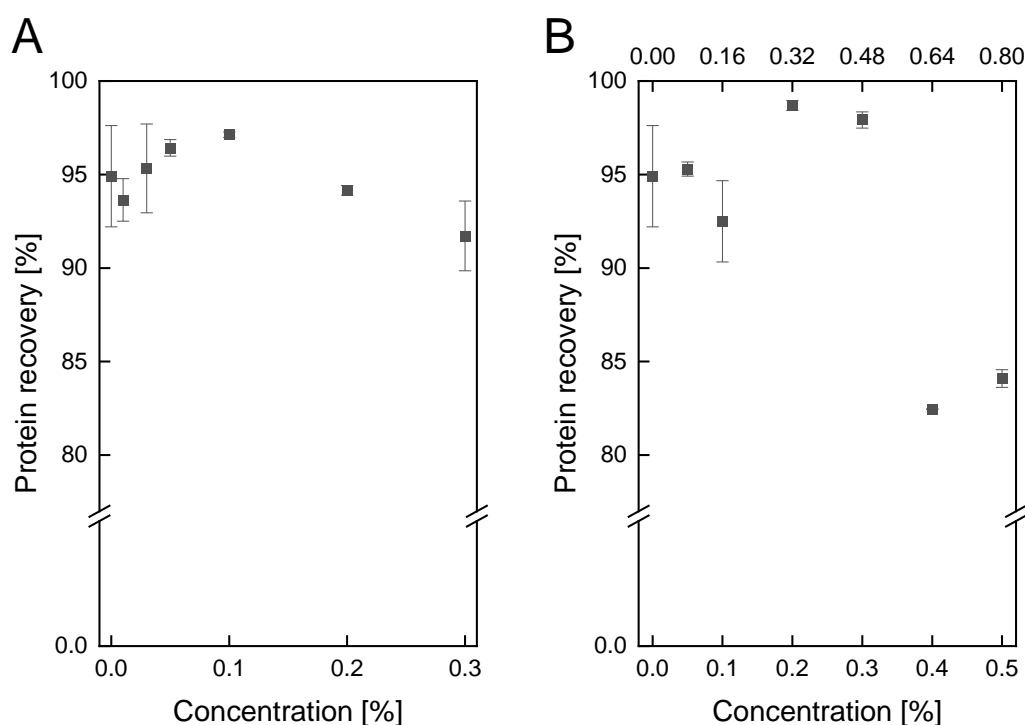 A
100
95
90
85
80
0.0
Protein recovery [%]
0.0 0.1 0.2 0.3
Concentration [%]
B
0.00 0.16 0.32 0.48 0.64 0.80
100
95
90
85
80
0.0
Protein recovery [%]
0.0 0.1 0.2 0.3 0.4 0.5
Concentration [%]